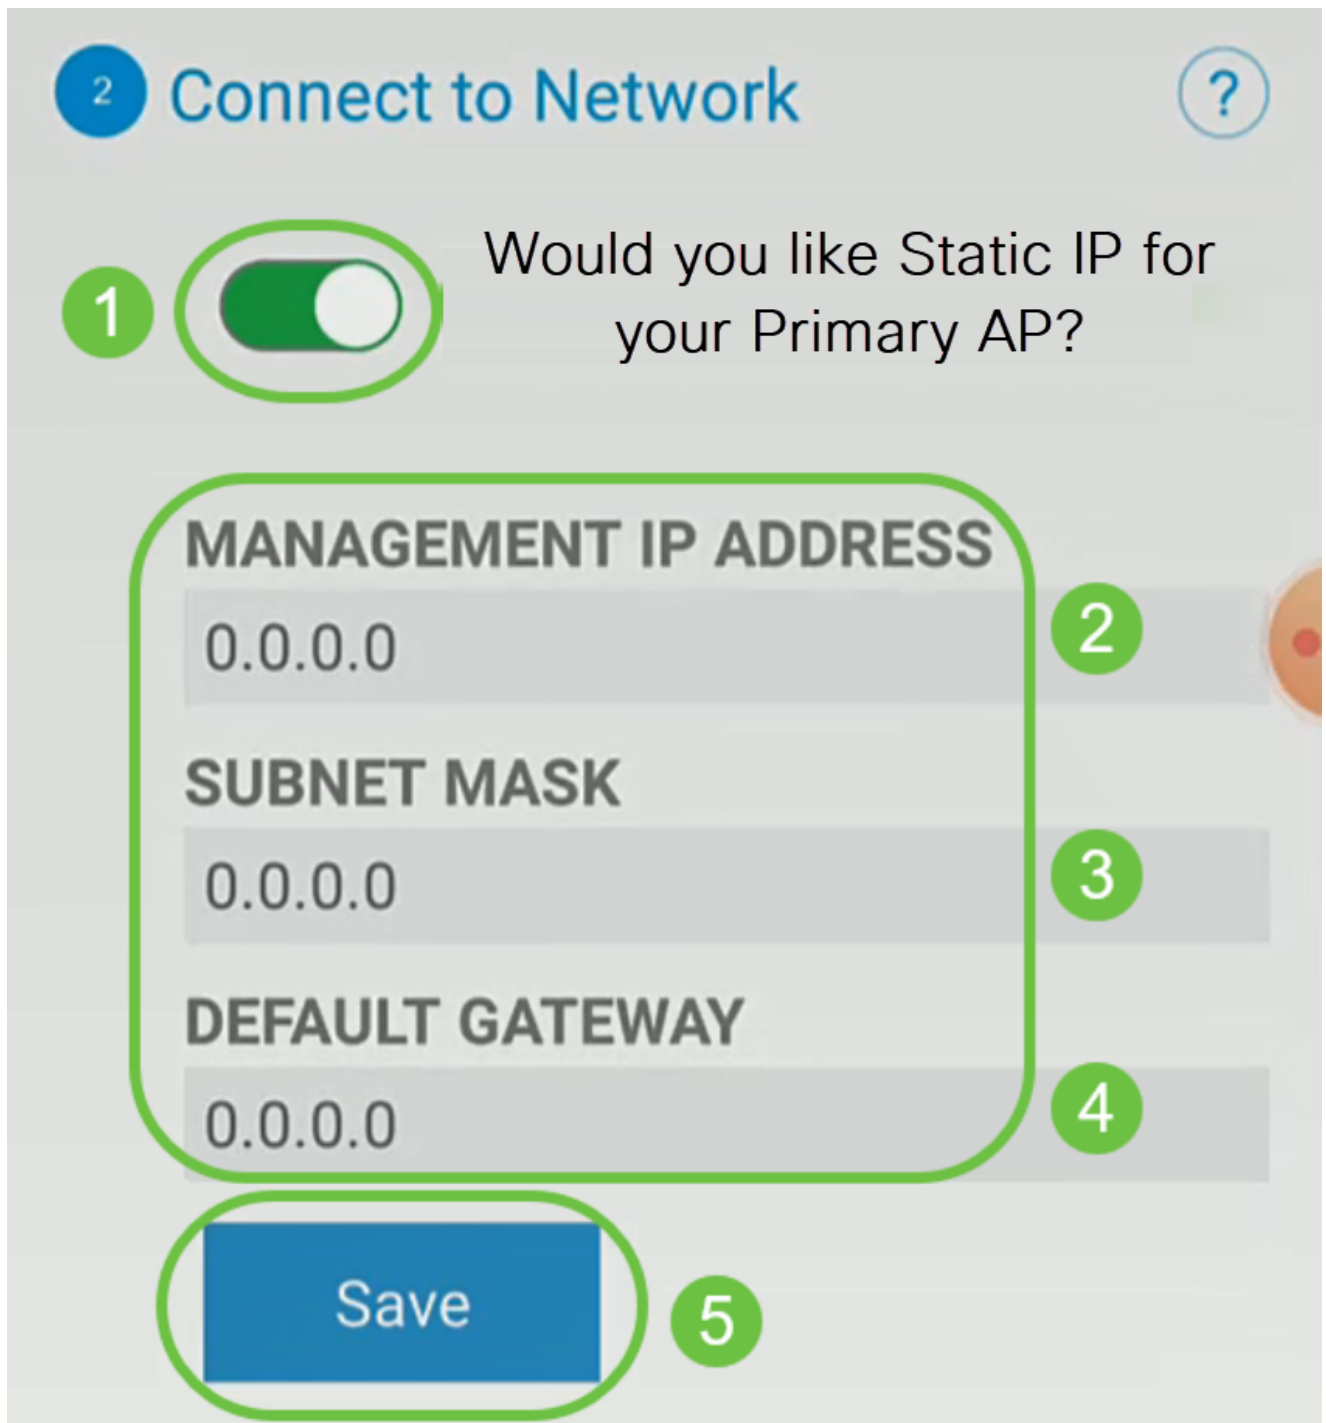 2 Connect to Network ?
1 Would you like Static IP for
your Primary AP?
MANAGEMENT IP ADDRESS
0.0.0.0 2
SUBNET MASK
0.0.0.0 3
DEFAULT GATEWAY
0.0.0.0 4
Save 5